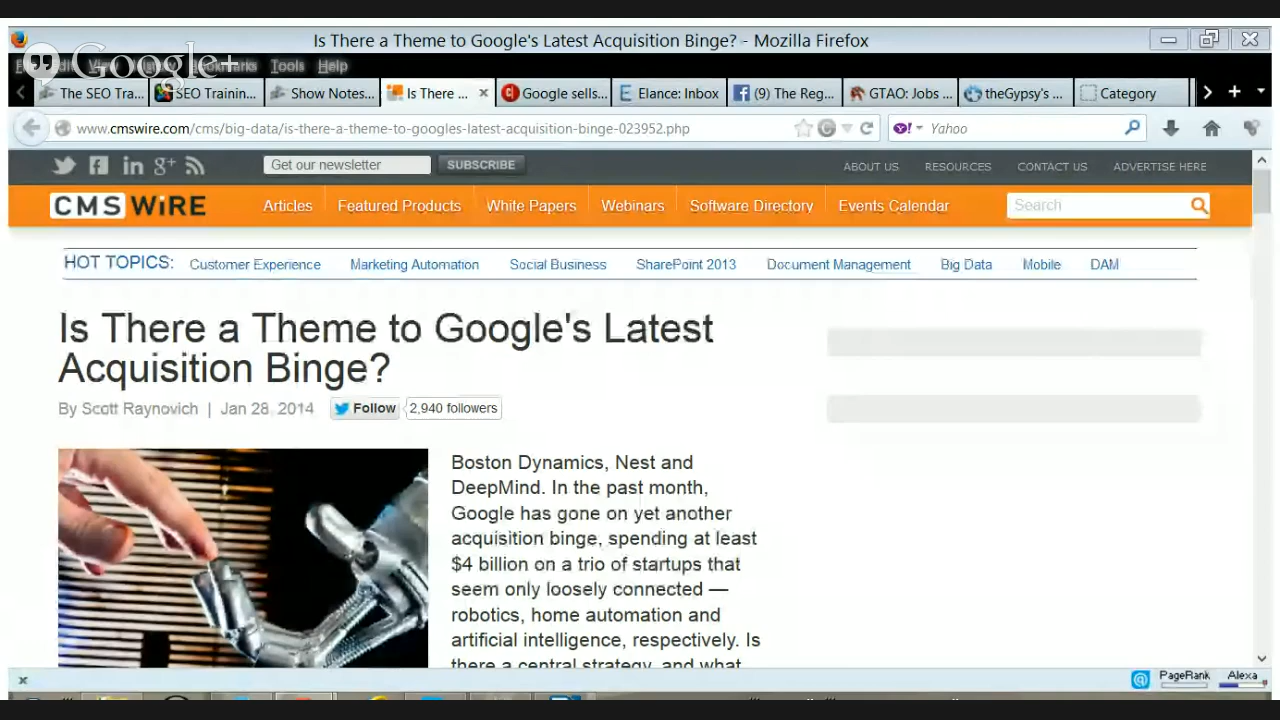 Is There a Theme to Google's Latest Acquisition Binge? - Mozilla Firefox
Google+
Bookmarks Tools Help
The SEO Tra... SEO Trainin... Show Notes... Is There ... Google sells... Elance: Inbox (9) The Reg... GTAO: Jobs ... theGypsy's ... Category
www.cmswire.com/cms/big-data/is-there-a-theme-to-googles-latest-acquisition-binge-023952.php Yahoo
Get our newsletter SUBSCRIBE ABOUT US RESOURCES CONTACT US ADVERTISE HERE
CMS WiRE Articles Featured Products White Papers Webinars Software Directory Events Calendar Search
HOT TOPICS: Customer Experience Marketing Automation Social Business SharePoint 2013 Document Management Big Data Mobile DAM
Is There a Theme to Google's Latest
Acquisition Binge?
By Scott Raynovich | Jan 28, 2014 Follow 2,940 followers
Boston Dynamics, Nest and
DeepMind. In the past month,
Google has gone on yet another
acquisition binge, spending at least
$4 billion on a trio of startups that
seem only loosely connected —
robotics, home automation and
artificial intelligence, respectively. Is
there a central strategy, and what
PageRank Alexa